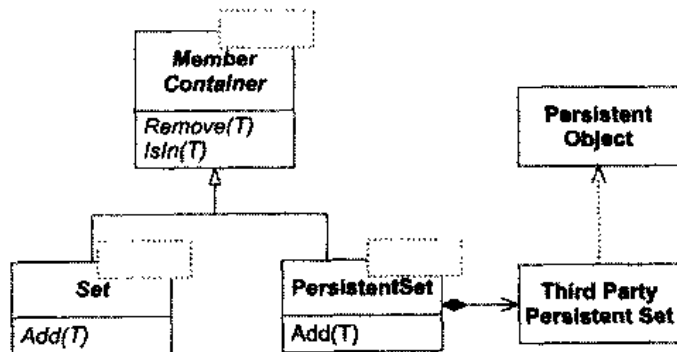 Member
Container
Remove(T)
IsIn(T)
Persistent
Object
Set
Add(T)
PersistentSet
Add(T)
Third Party
Persistent Set